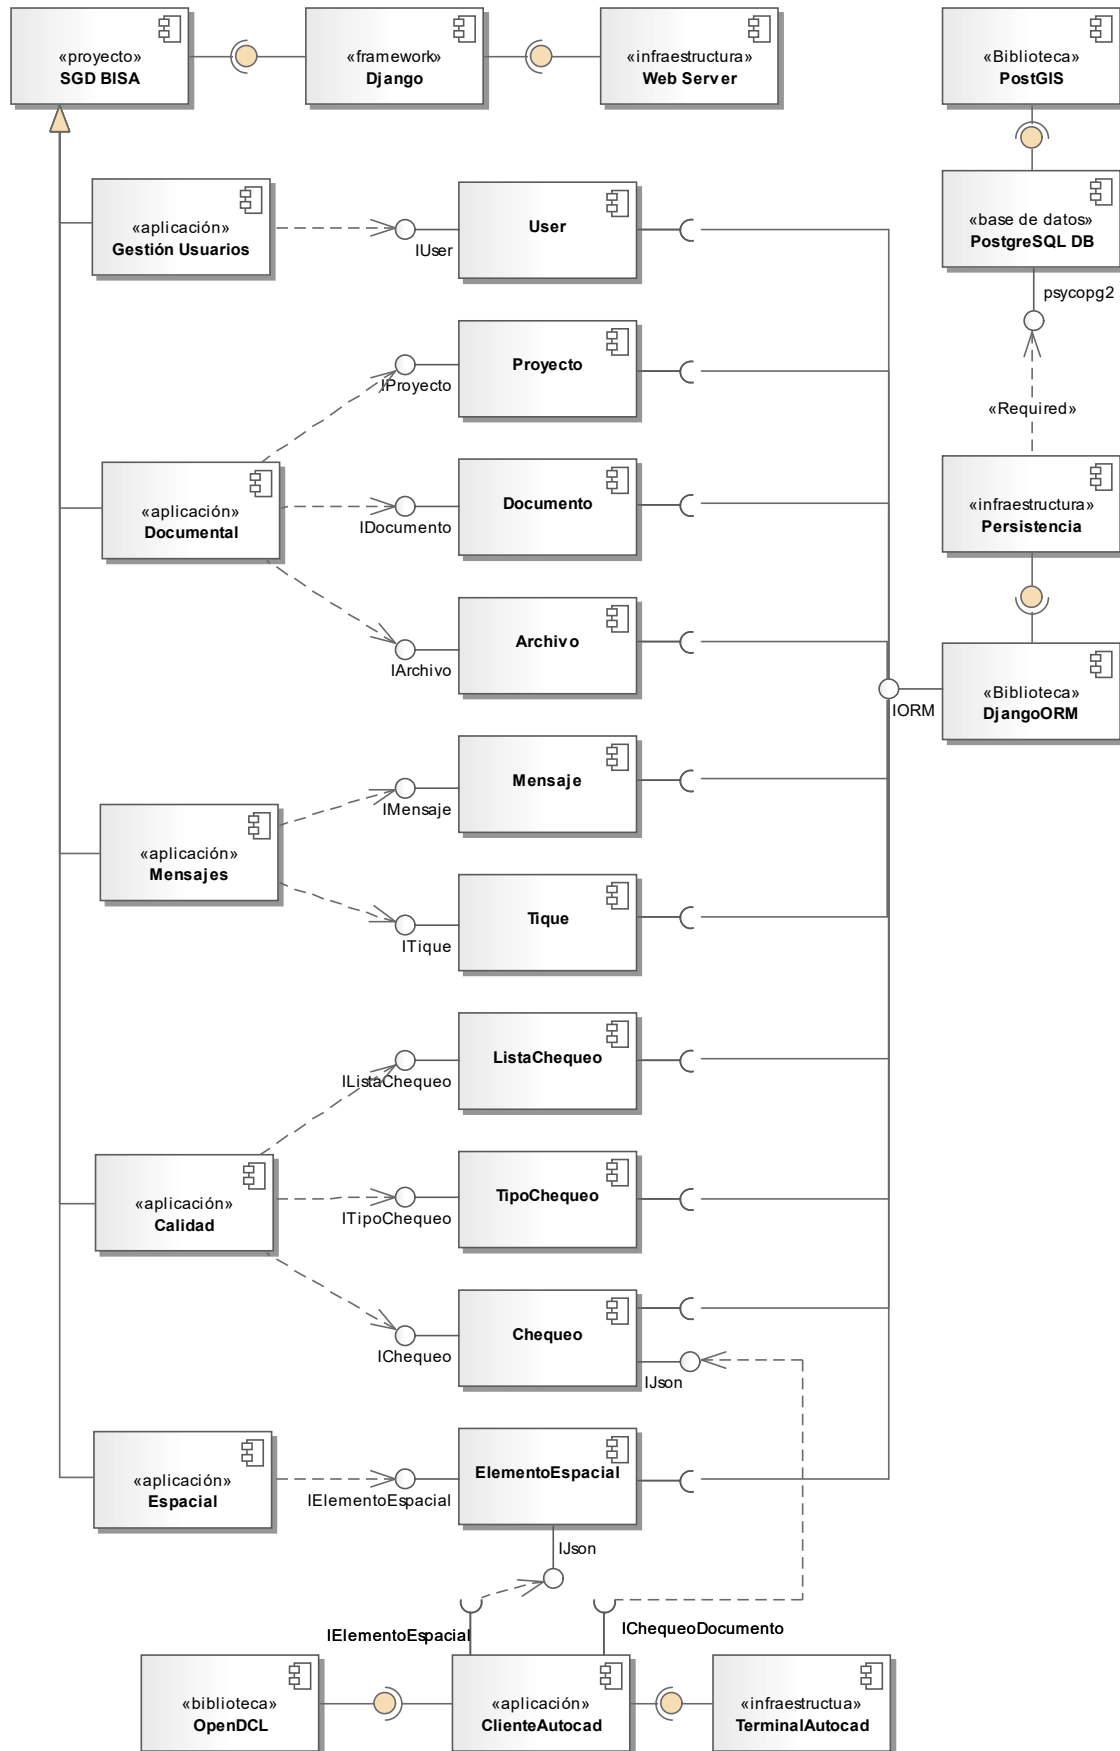 «proyecto»
SGD BISA
«framework»
Django
«infraestructura»
Web Server
«Biblioteca»
PostGIS
«aplicación»
Gestión Usuarios
IUser
User
«base de datos»
PostgreSQL DB
psycopg2
IProyecto
Proyecto
«Required»
«aplicación»
Documental
IDocumento
Documento
«infraestructura»
Persistencia
IArchivo
Archivo
IORM
«Biblioteca»
DjangoORM
«aplicación»
Mensajes
IMensaje
Mensaje
ITique
Tique
IListaChequeo
ListaChequeo
«aplicación»
Calidad
ITipoChequeo
TipoChequeo
IChequeo
Chequeo
IJson
«aplicación»
Espacial
IElementoEspacial
ElementoEspacial
IJson
IElementoEspacial
IChequeoDocumento
«biblioteca»
OpenDCL
«aplicación»
ClienteAutocad
«infraestructua»
TerminalAutocad